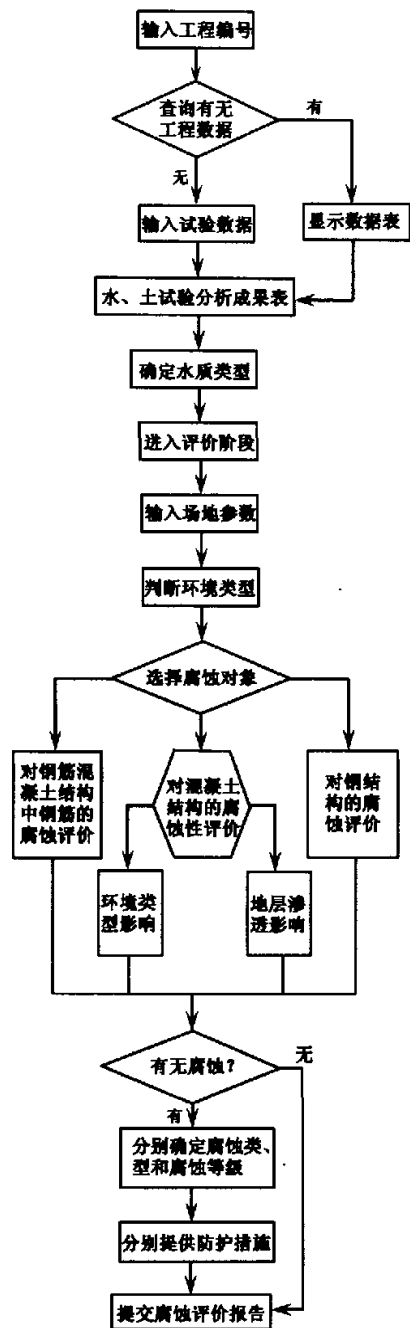 输入工程编号
查询有无
工程数据
有
无
输入试验数据
显示数据表
水、土试验分析成果表
确定水质类型
进入评价阶段
输入场地参数
判断环境类型
选择腐蚀对象
对钢筋混
凝土结构
中钢筋的
腐蚀评价
对混凝土
结构的腐
蚀性评价
对钢结
构的腐
蚀评价
环境类
型影响
地层渗
透影响
有无腐蚀?
无
有
分别确定腐蚀类、
型和腐蚀等级
分别提供防护措施
提交腐蚀评价报告